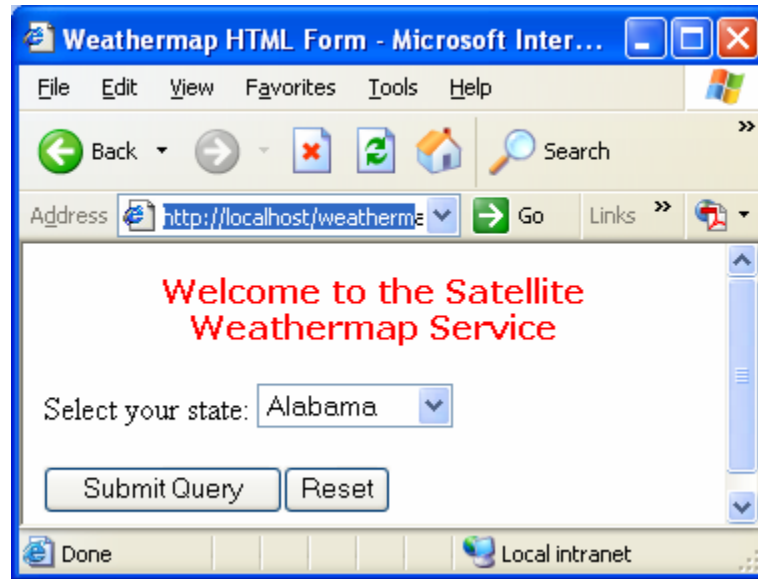 Weathermap HTML Form - Microsoft Inter...
File Edit View Favorites Tools Help
Back Search »
Address http://localhost/weatherma Go Links »
Welcome to the Satellite
Weathermap Service
Select your state: Alabama
Submit Query Reset
Done Local intranet